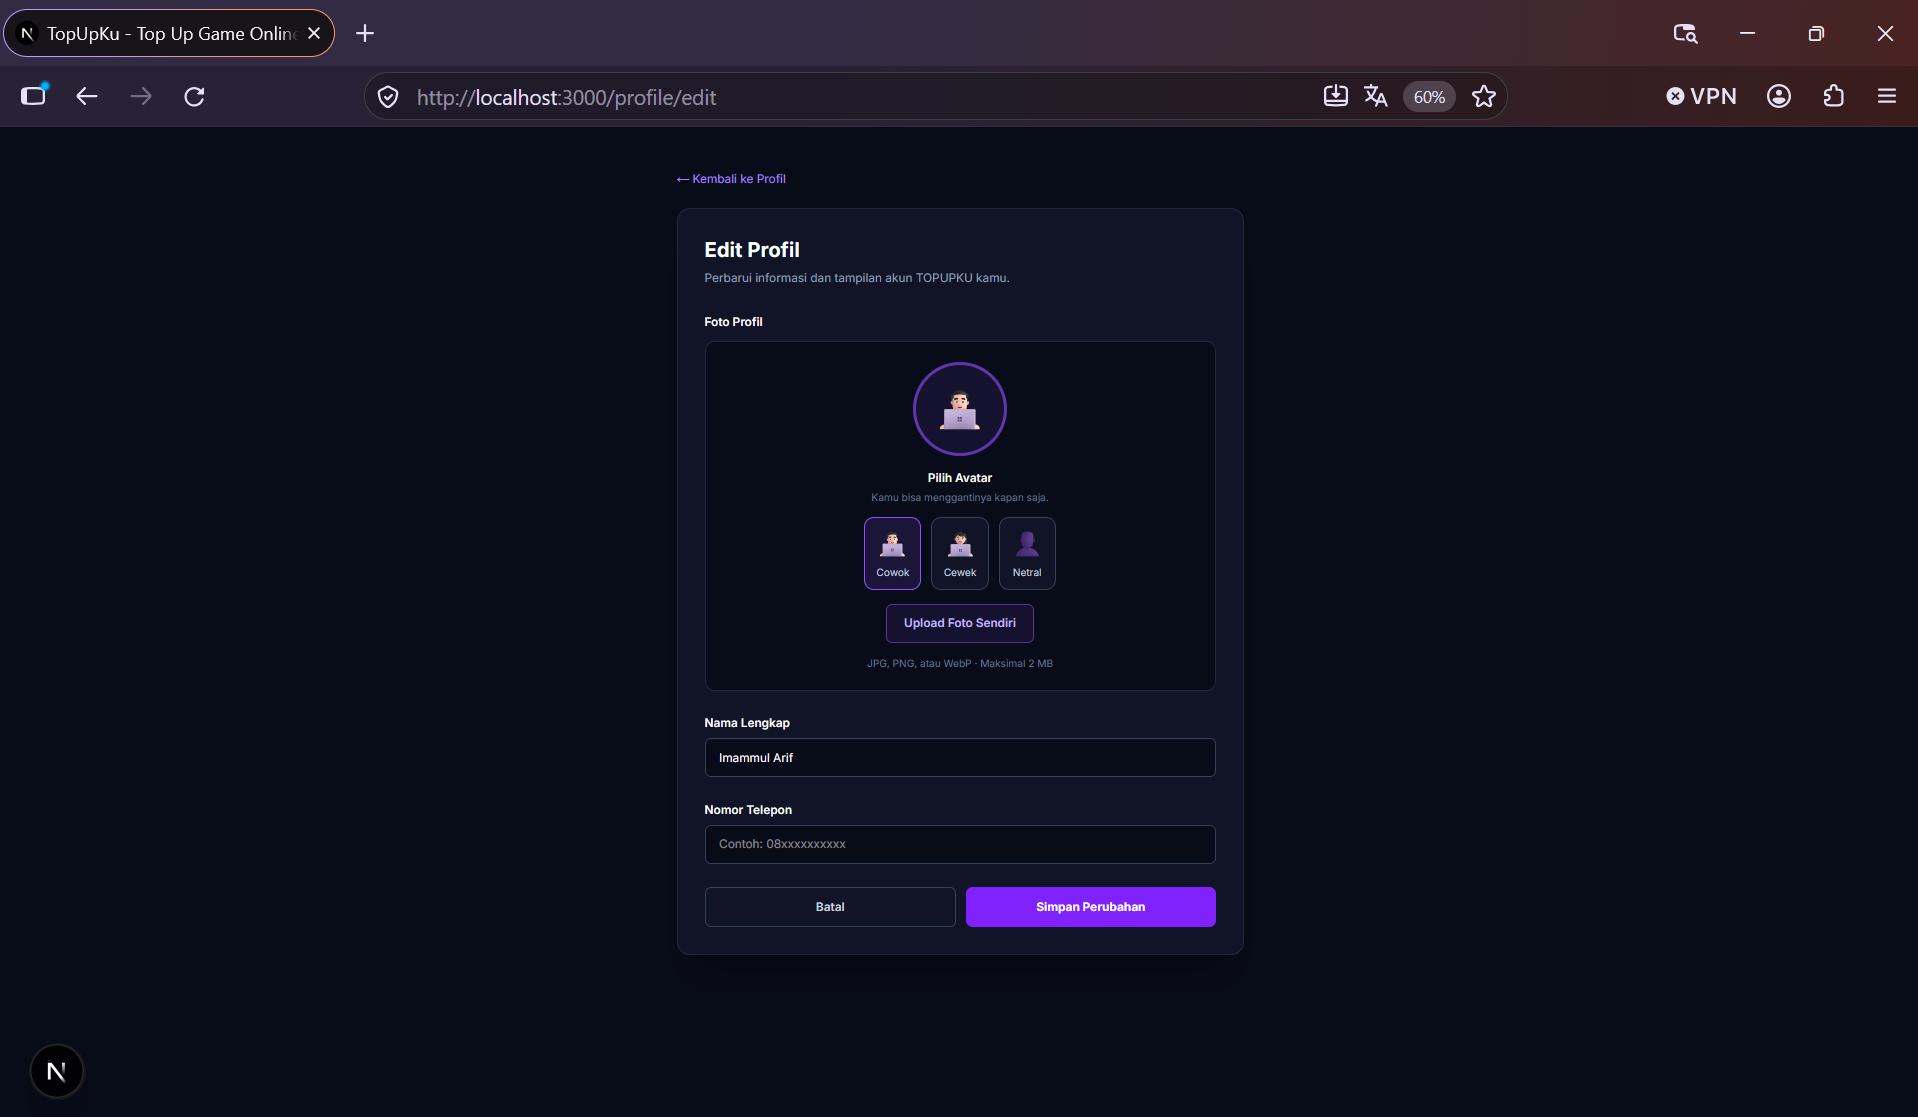 N TopUpKu - Top Up Game Onlin
http://localhost:3000/profile/edit
60%
VPN
← Kembali ke Profil
Edit Profil
Perbarui informasi dan tampilan akun TOPUPKU kamu.
Foto Profil
Pilih Avatar
Kamu bisa menggantinya kapan saja.
Cowok Cewek Netral
Upload Foto Sendiri
JPG, PNG, atau WebP · Maksimal 2 MB
Nama Lengkap
Imammul Arif
Nomor Telepon
Contoh: 08xxxxxxxxxx
Batal Simpan Perubahan
N